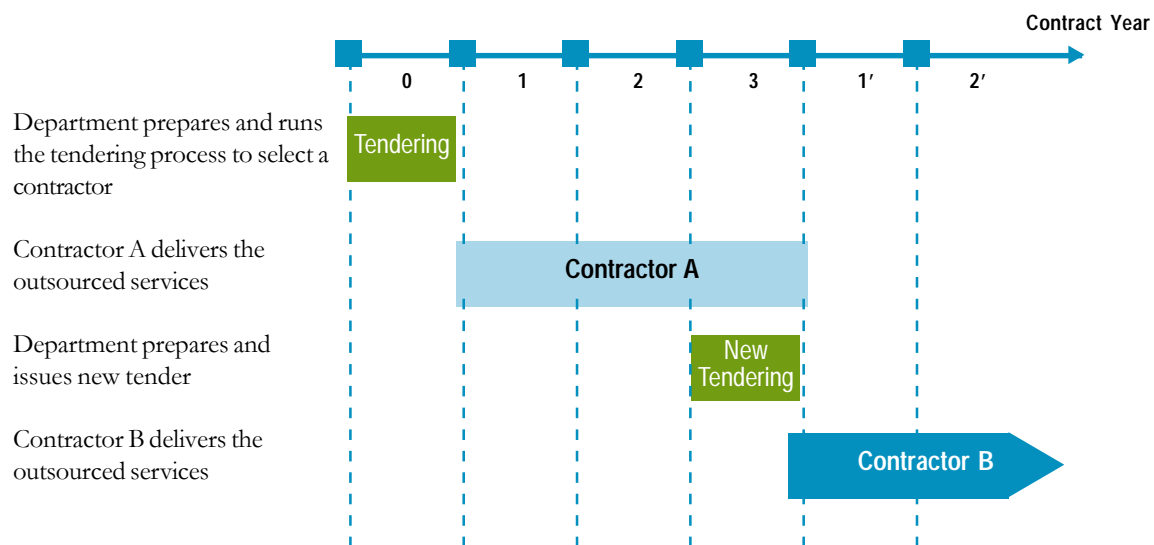 Contract Year
0 1 2 3 1′ 2′
Department prepares and runs
the tendering process to select a
contractor
Tendering
Contractor A delivers the
outsourced services
Contractor A
Department prepares and
issues new tender
New
Tendering
Contractor B delivers the
outsourced services
Contractor B